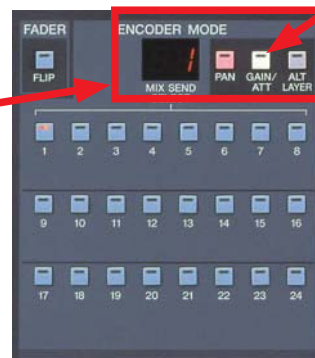 FADER
ENCODER MODE
1
FLIP
MIX SEND
PAN
GAIN/
ATT
ALT
LAYER
1 2 3 4 5 6 7 8
9 10 11 12 13 14 15 16
17 18 19 20 21 22 23 24